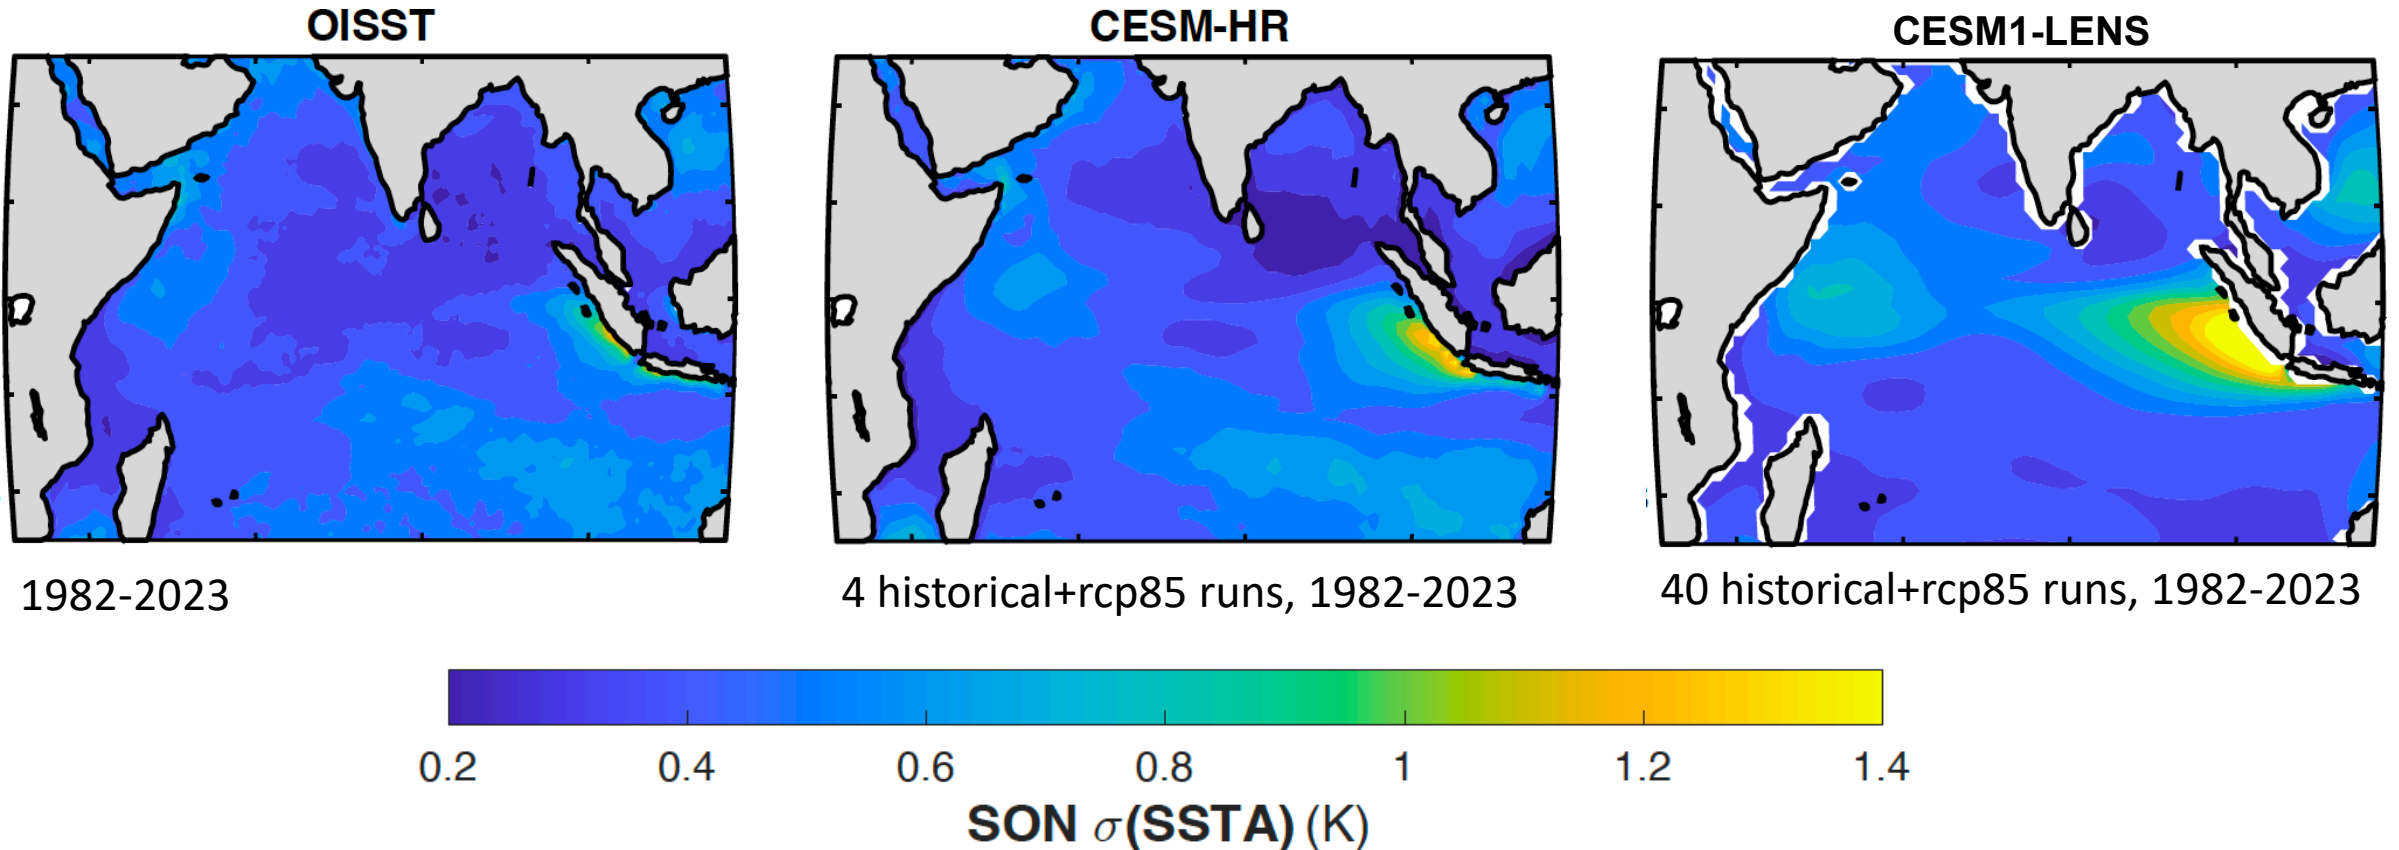 OISST
CESM-HR
CESM1-LENS
1982-2023
4 historical+rcp85 runs, 1982-2023
40 historical+rcp85 runs, 1982-2023
0.2 0.4 0.6 0.8 1 1.2 1.4
SON σ(SSTA) (K)